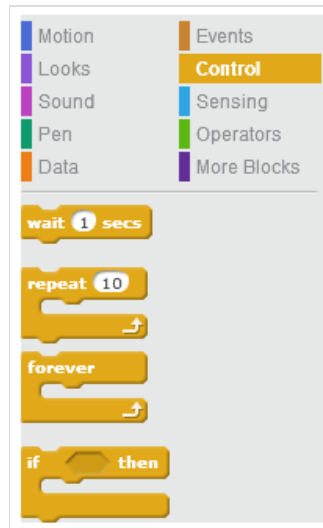 Motion
Events
Looks
Control
Sound
Sensing
Pen
Operators
Data
More Blocks
wait 1 secs
repeat 10
forever
if then